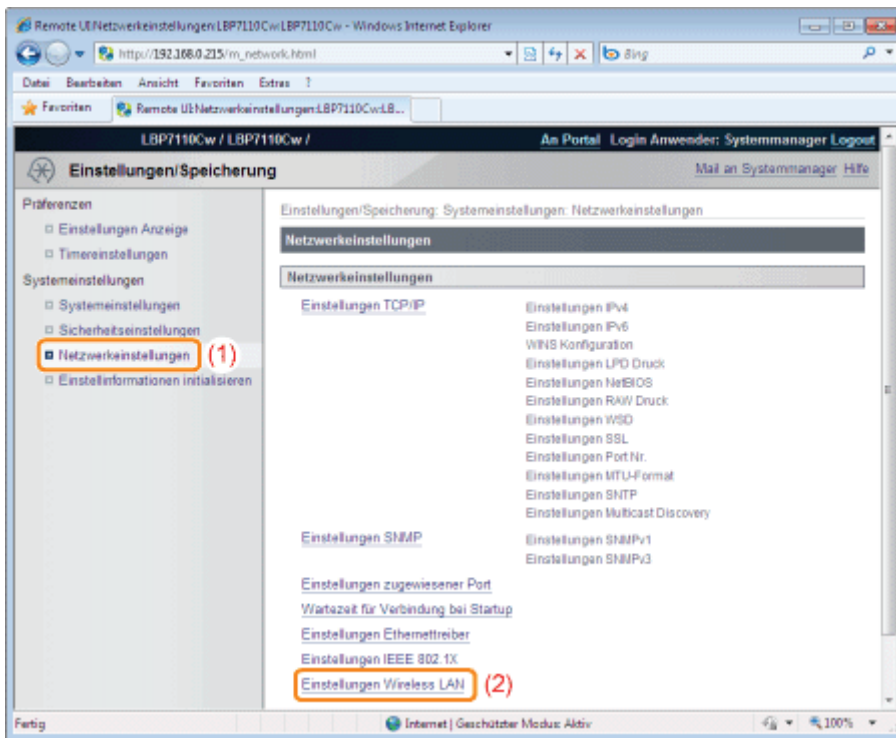 Remote UI:Netzwerkeinstellungen:LBP7110Cw:LBP7110Cw - Windows Internet Explorer
http://192.168.0.215/m_network.html
Bing
Datei Bearbeiten Ansicht Favoriten Extras ?
Favoriten Remote UI:Netzwerkeinstellungen:LBP7110Cw:LB...
LBP7110Cw / LBP7110Cw / An Portal Login Anwender: Systemmanager Logout
Einstellungen/Speicherung Mail an Systemmanager Hilfe
Präferenzen
Einstellungen Anzeige
Timereinstellungen
Systemeinstellungen
Systemeinstellungen
Sicherheitseinstellungen
Netzwerkeinstellungen (1)
Einstellinformationen initialisieren
Einstellungen/Speicherung: Systemeinstellungen: Netzwerkeinstellungen
Netzwerkeinstellungen
Netzwerkeinstellungen
Einstellungen TCP/IP Einstellungen IPv4
Einstellungen IPv6
WINS Konfiguration
Einstellungen LPD Druck
Einstellungen NetBIOS
Einstellungen RAW Druck
Einstellungen WSD
Einstellungen SSL
Einstellungen Port Nr.
Einstellungen MTU-Format
Einstellungen SNTP
Einstellungen Multicast Discovery
Einstellungen SNMP Einstellungen SNMPv1
Einstellungen SNMPv3
Einstellungen zugewiesener Port
Wartezeit für Verbindung bei Startup
Einstellungen Ethernettreiber
Einstellungen IEEE 802.1X
Einstellungen Wireless LAN (2)
Fertig Internet | Geschützter Modus: Aktiv 100%